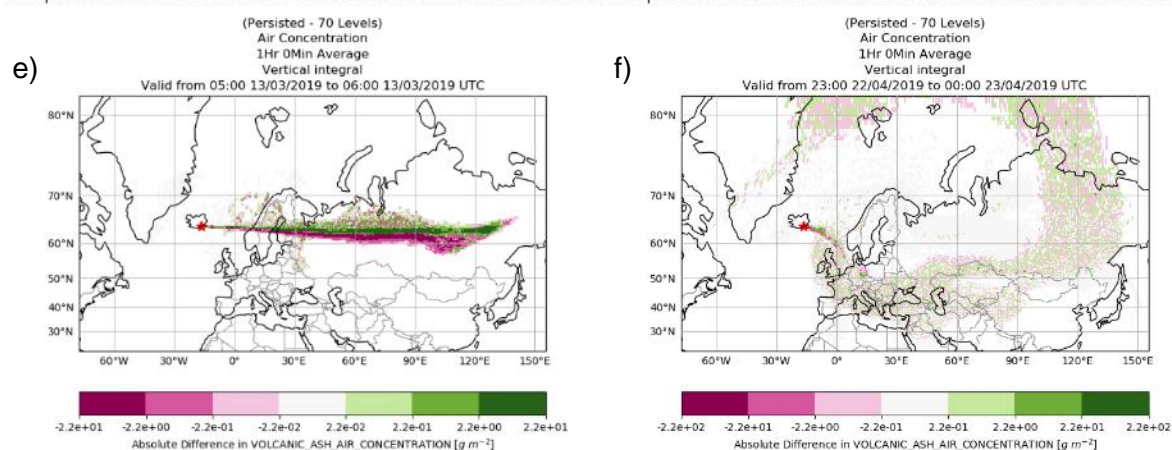 (Persisted - 70 Levels)
Air Concentration
1Hr 0Min Average
Vertical integral
e)
Valid from 05:00 13/03/2019 to 06:00 13/03/2019 UTC
80°N
70°N
60°N
50°N
40°N
30°N
60°W 30°W 0° 30°E 60°E 90°E 120°E 150°E
-2.2e+01 -2.2e+00 -2.2e-02 2.2e-02 2.2e+00 2.2e+01
Absolute Difference in VOLCANIC_ASH_AIR_CONCENTRATION [g m⁻²]
(Persisted - 70 Levels)
Air Concentration
1Hr 0Min Average
Vertical integral
f)
Valid from 23:00 22/04/2019 to 00:00 23/04/2019 UTC
80°N
70°N
60°N
50°N
40°N
30°N
60°W 30°W 0° 30°E 60°E 90°E 120°E 150°E
-2.2e+02 -2.2e+01 -2.2e+00 -2.2e-01 2.2e-01 2.2e+00 2.2e+01 2.2e+02
Absolute Difference in VOLCANIC_ASH_AIR_CONCENTRATION [g m⁻²]